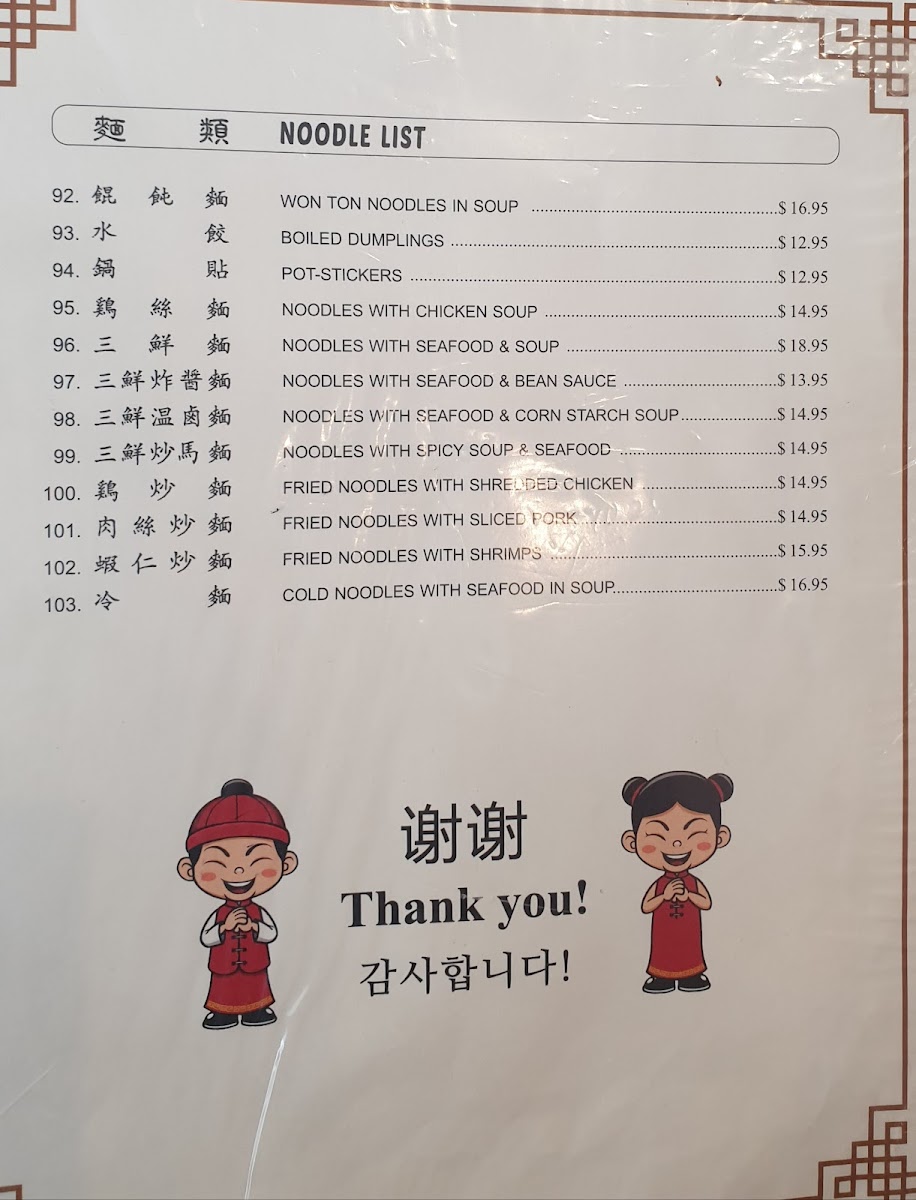 麵 類 NOODLE LIST
92. 餛 飩 麵 WON TON NOODLES IN SOUP ........................ $ 16.95
93. 水 餃 BOILED DUMPLINGS ........................ $ 12.95
94. 鍋 貼 POT-STICKERS ........................ $ 12.95
95. 鷄 絲 麵 NOODLES WITH CHICKEN SOUP ........................ $ 14.95
96. 三 鮮 麵 NOODLES WITH SEAFOOD & SOUP ........................ $ 18.95
97. 三鮮炸醬麵 NOODLES WITH SEAFOOD & BEAN SAUCE ........................ $ 13.95
98. 三鮮温鹵麵 NOODLES WITH SEAFOOD & CORN STARCH SOUP........................ $ 14.95
99. 三鮮炒馬麵 NOODLES WITH SPICY SOUP & SEAFOOD ........................ $ 14.95
100. 鷄 炒 麵 FRIED NOODLES WITH SHREDDED CHICKEN ........................ $ 14.95
101. 肉 絲 炒 麵 FRIED NOODLES WITH SLICED PORK ........................ $ 14.95
102. 蝦 仁 炒 麵 FRIED NOODLES WITH SHRIMPS ........................ $ 15.95
103. 冷 麵 COLD NOODLES WITH SEAFOOD IN SOUP........................ $ 16.95
谢谢
Thank you!
감사합니다!